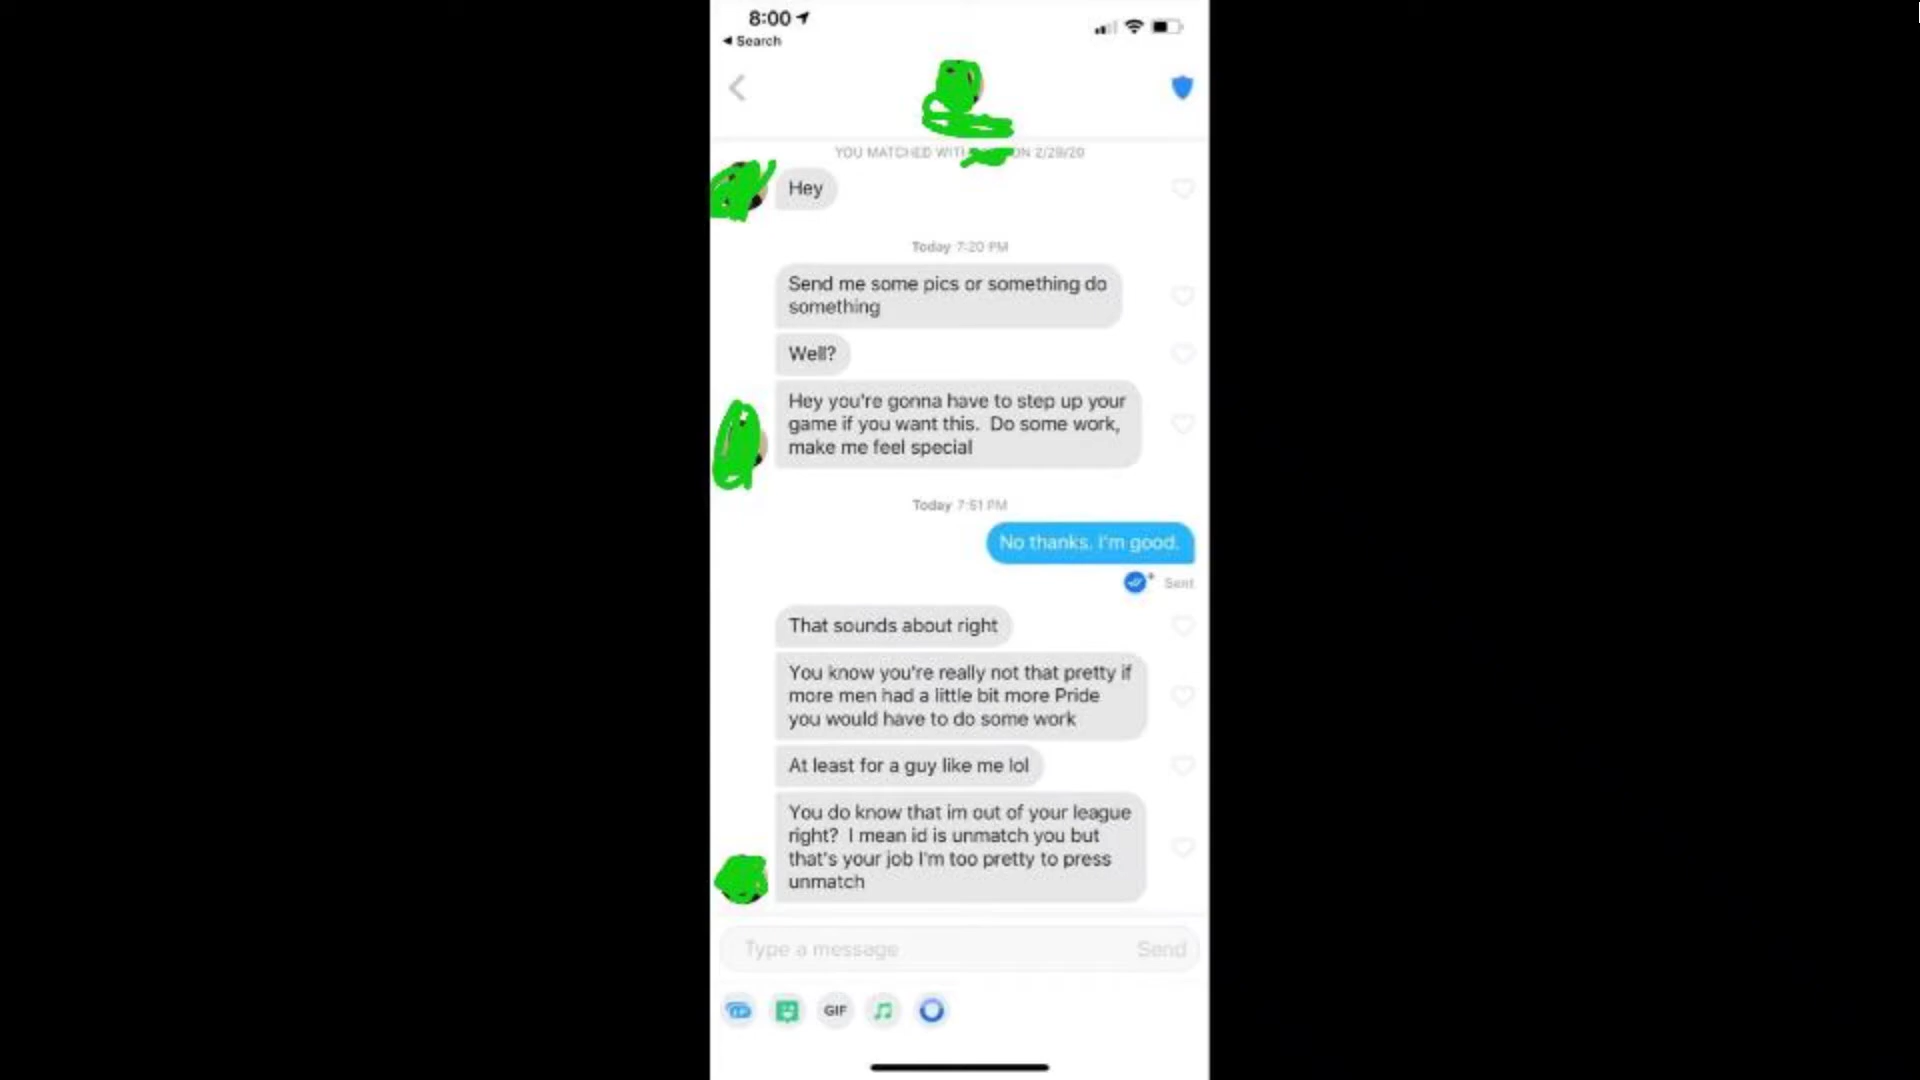 8:00
Search
YOU MATCHED WITH ON 2/29/20
Hey
Today 7:20 PM
Send me some pics or something do
something
Well?
Hey you're gonna have to step up your
game if you want this. Do some work,
make me feel special
Today 7:51 PM
No thanks. I'm good.
Sent
That sounds about right
You know you're really not that pretty if
more men had a little bit more Pride
you would have to do some work
At least for a guy like me lol
You do know that im out of your league
right? I mean id is unmatch you but
that's your job I'm too pretty to press
unmatch
Type a message
Send
GIF